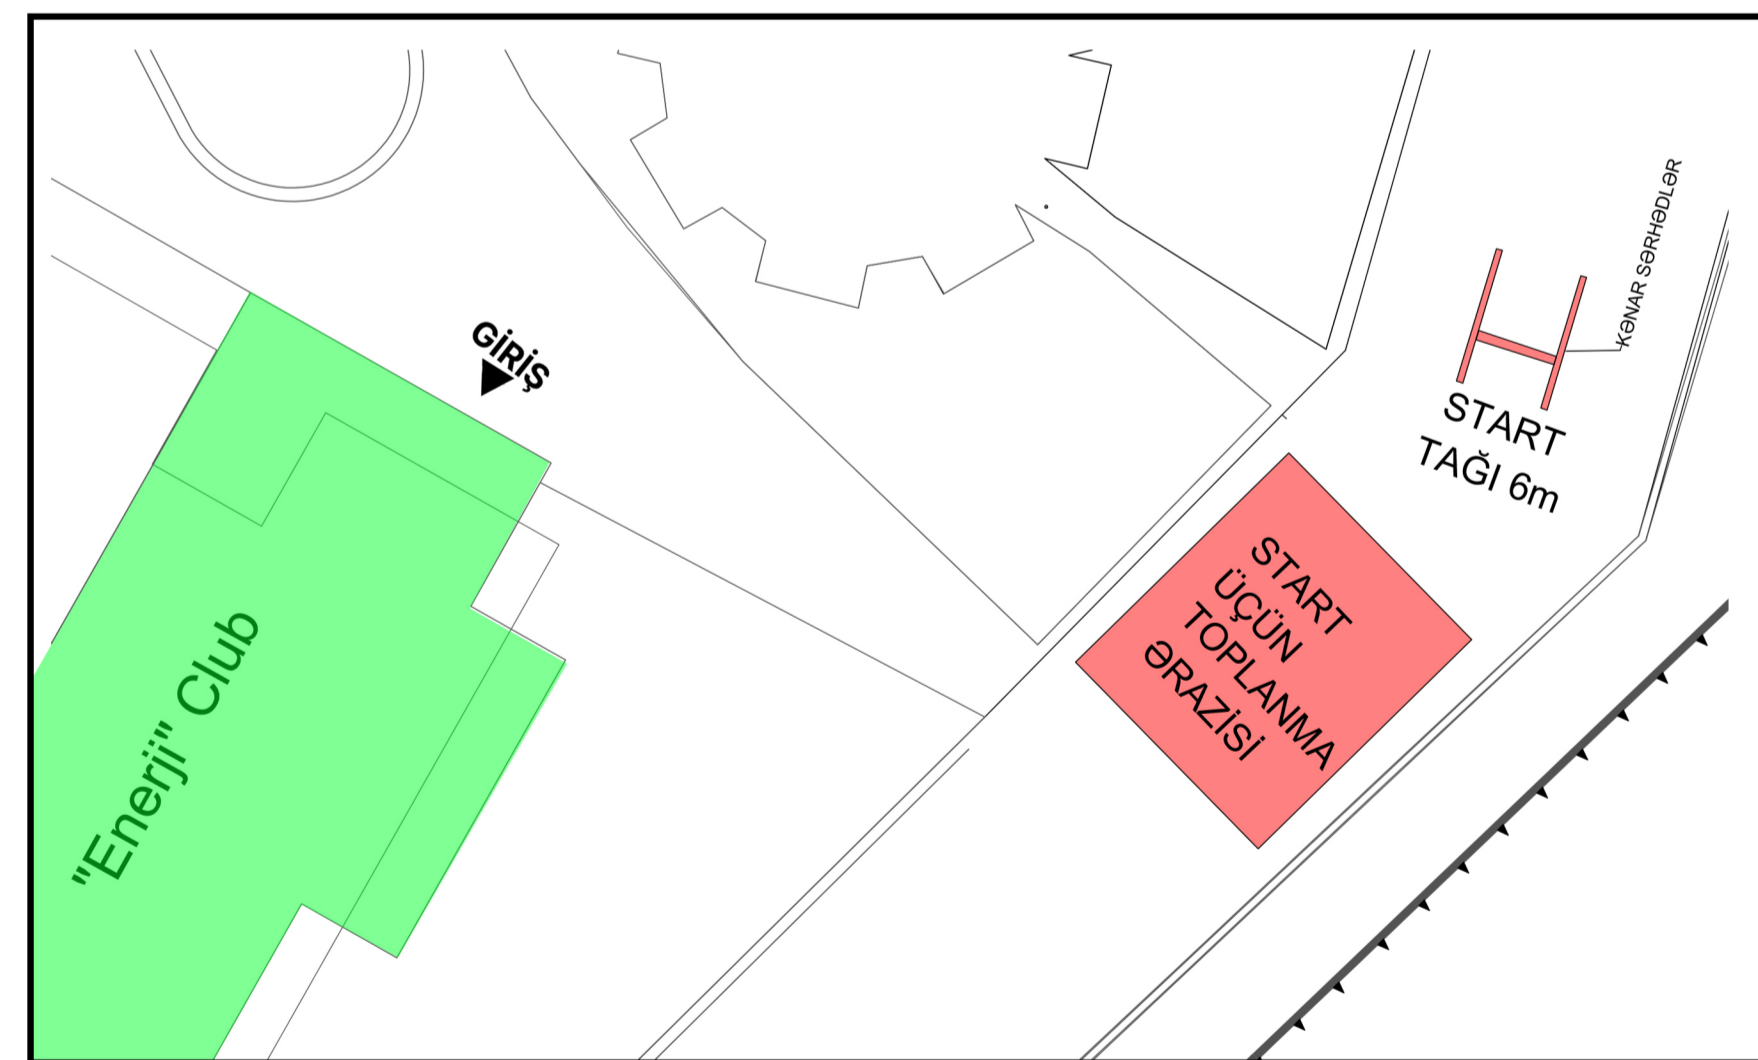 GİRİŞ
KƏNAR SƏRHƏDLƏR
START
TAĞI 6m
START
ÜÇÜN
TOPLANMA
ƏRAZİSİ
"Enerji" Club